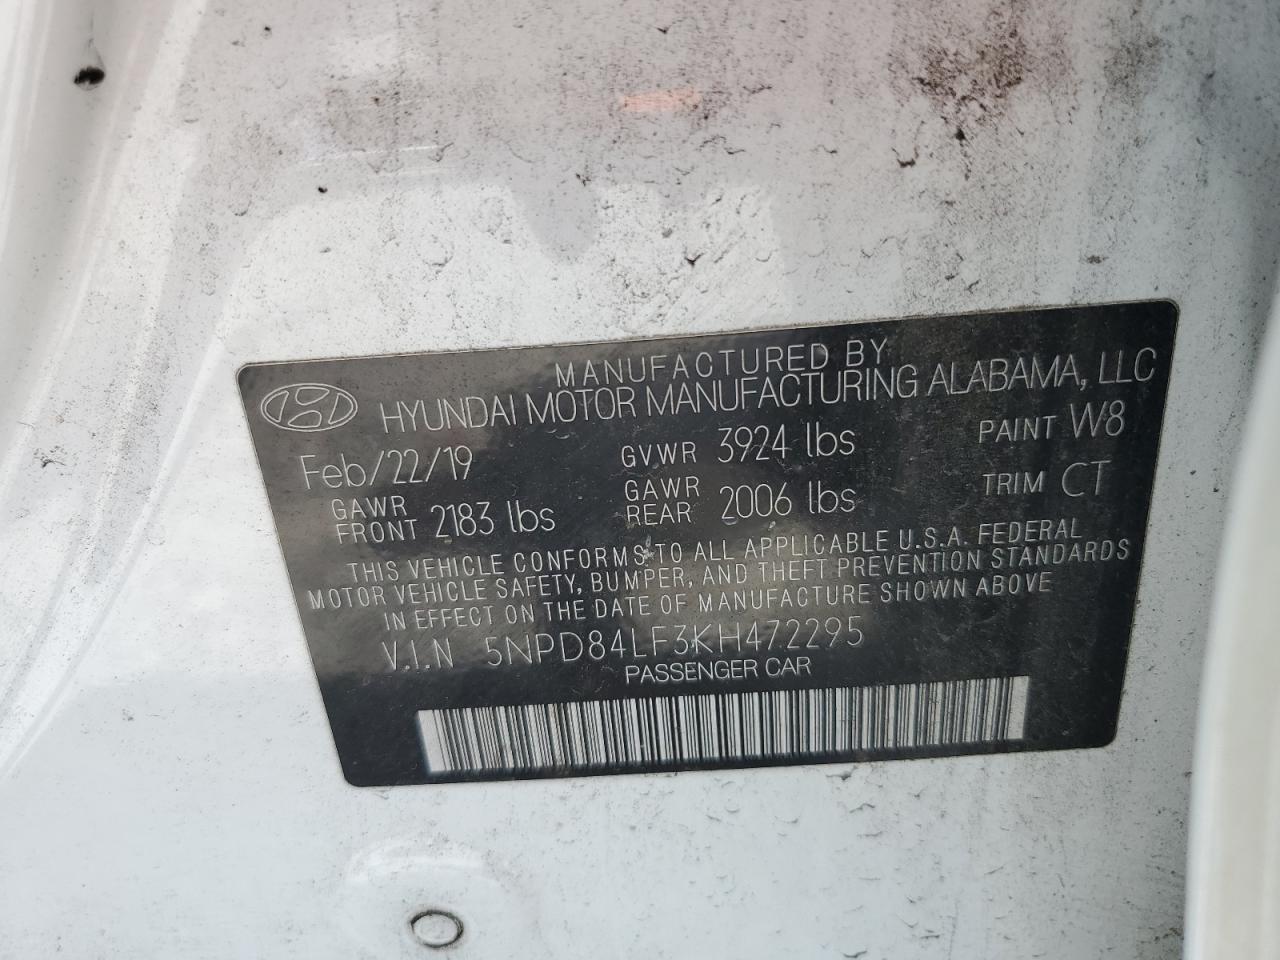 MANUFACTURED BY
HYUNDAI MOTOR MANUFACTURING ALABAMA, LLC
Feb/22/19 GVWR 3924 lbs PAINT W8
GAWR FRONT 2183 lbs GAWR REAR 2006 lbs TRIM CT
THIS VEHICLE CONFORMS TO ALL APPLICABLE U.S.A. FEDERAL
MOTOR VEHICLE SAFETY, BUMPER, AND THEFT PREVENTION STANDARDS
IN EFFECT ON THE DATE OF MANUFACTURE SHOWN ABOVE
V.I.N 5NPD84LF3KH472295
PASSENGER CAR